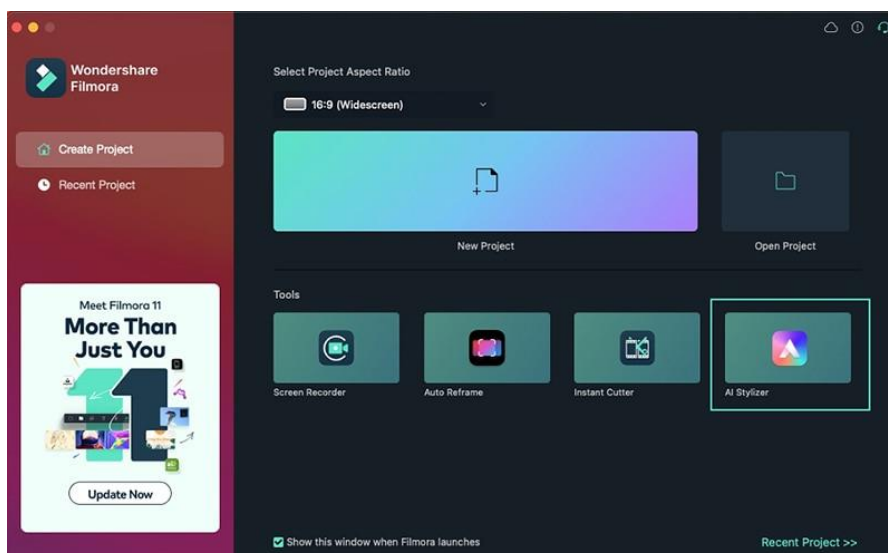 Wondershare
Filmora
Create Project
Recent Project
Meet Filmora 11
More Than
Just You
Update Now
Select Project Aspect Ratio
16:9 (Widescreen)
New Project
Open Project
Tools
Screen Recorder
Auto Reframe
Instant Cutter
AI Stylizer
Show this window when Filmora launches
Recent Project >>